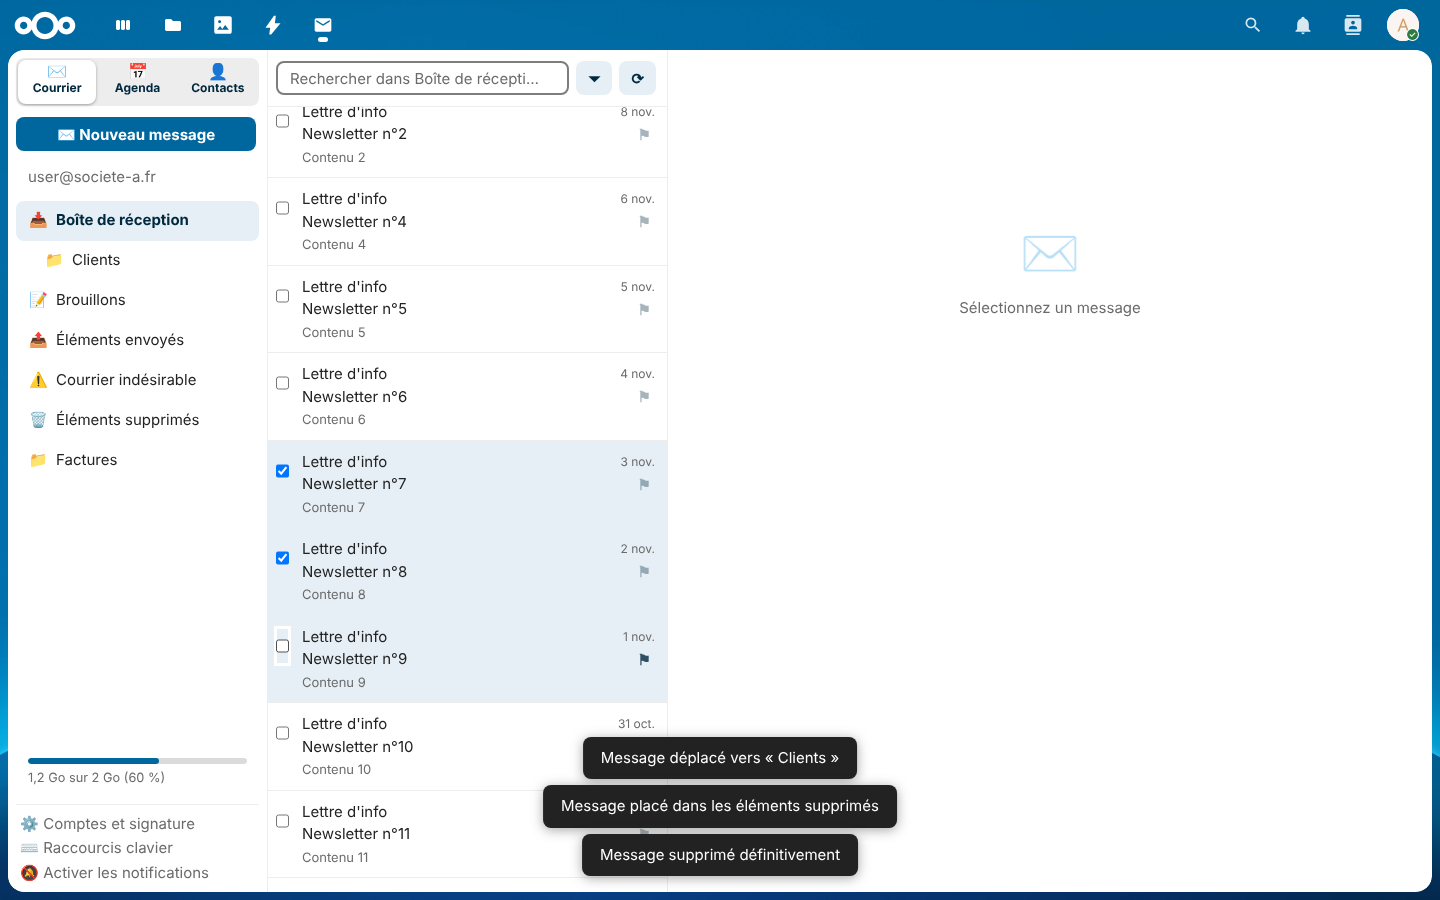 A
Courrier
Agenda
Contacts
Nouveau message
user@societe-a.fr
Boîte de réception
Clients
Brouillons
Éléments envoyés
Courrier indésirable
Éléments supprimés
Factures
1,2 Go sur 2 Go (60 %)
Comptes et signature
Raccourcis clavier
Activer les notifications
Rechercher dans Boîte de récepti...
Lettre d'info 8 nov.
Newsletter n°2
Contenu 2
Lettre d'info 6 nov.
Newsletter n°4
Contenu 4
Lettre d'info 5 nov.
Newsletter n°5
Contenu 5
Lettre d'info 4 nov.
Newsletter n°6
Contenu 6
Lettre d'info 3 nov.
Newsletter n°7
Contenu 7
Lettre d'info 2 nov.
Newsletter n°8
Contenu 8
Lettre d'info 1 nov.
Newsletter n°9
Contenu 9
Lettre d'info 31 oct.
Newsletter n°10
Contenu 10
Lettre d'info
Newsletter n°11
Contenu 11
Sélectionnez un message
Message déplacé vers « Clients »
Message placé dans les éléments supprimés
Message supprimé définitivement